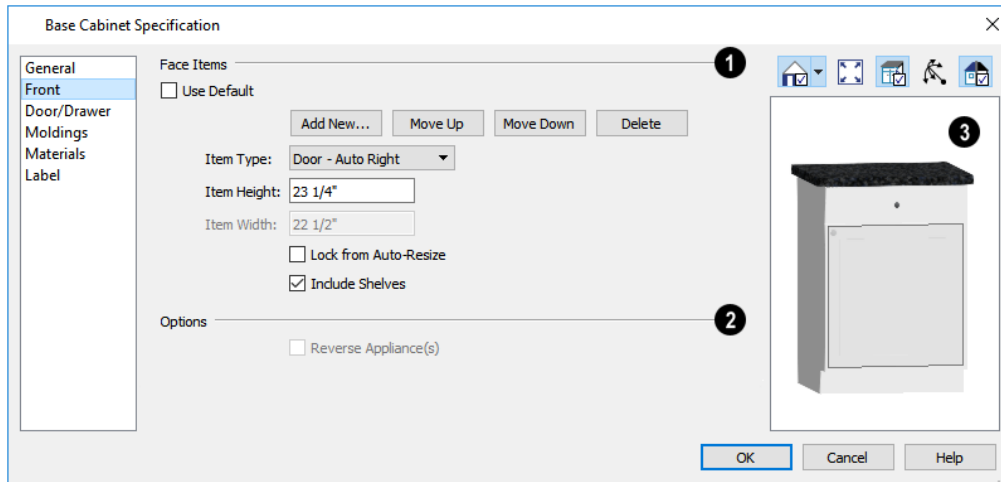 Base Cabinet Specification
General
Front
Door/Drawer
Moldings
Materials
Label
Face Items
1
Use Default
Add New...
Move Up
Move Down
Delete
Item Type:
Door - Auto Right
Item Height:
23 1/4"
Item Width:
22 1/2"
Lock from Auto-Resize
Include Shelves
Options
2
Reverse Appliance(s)
3
OK
Cancel
Help